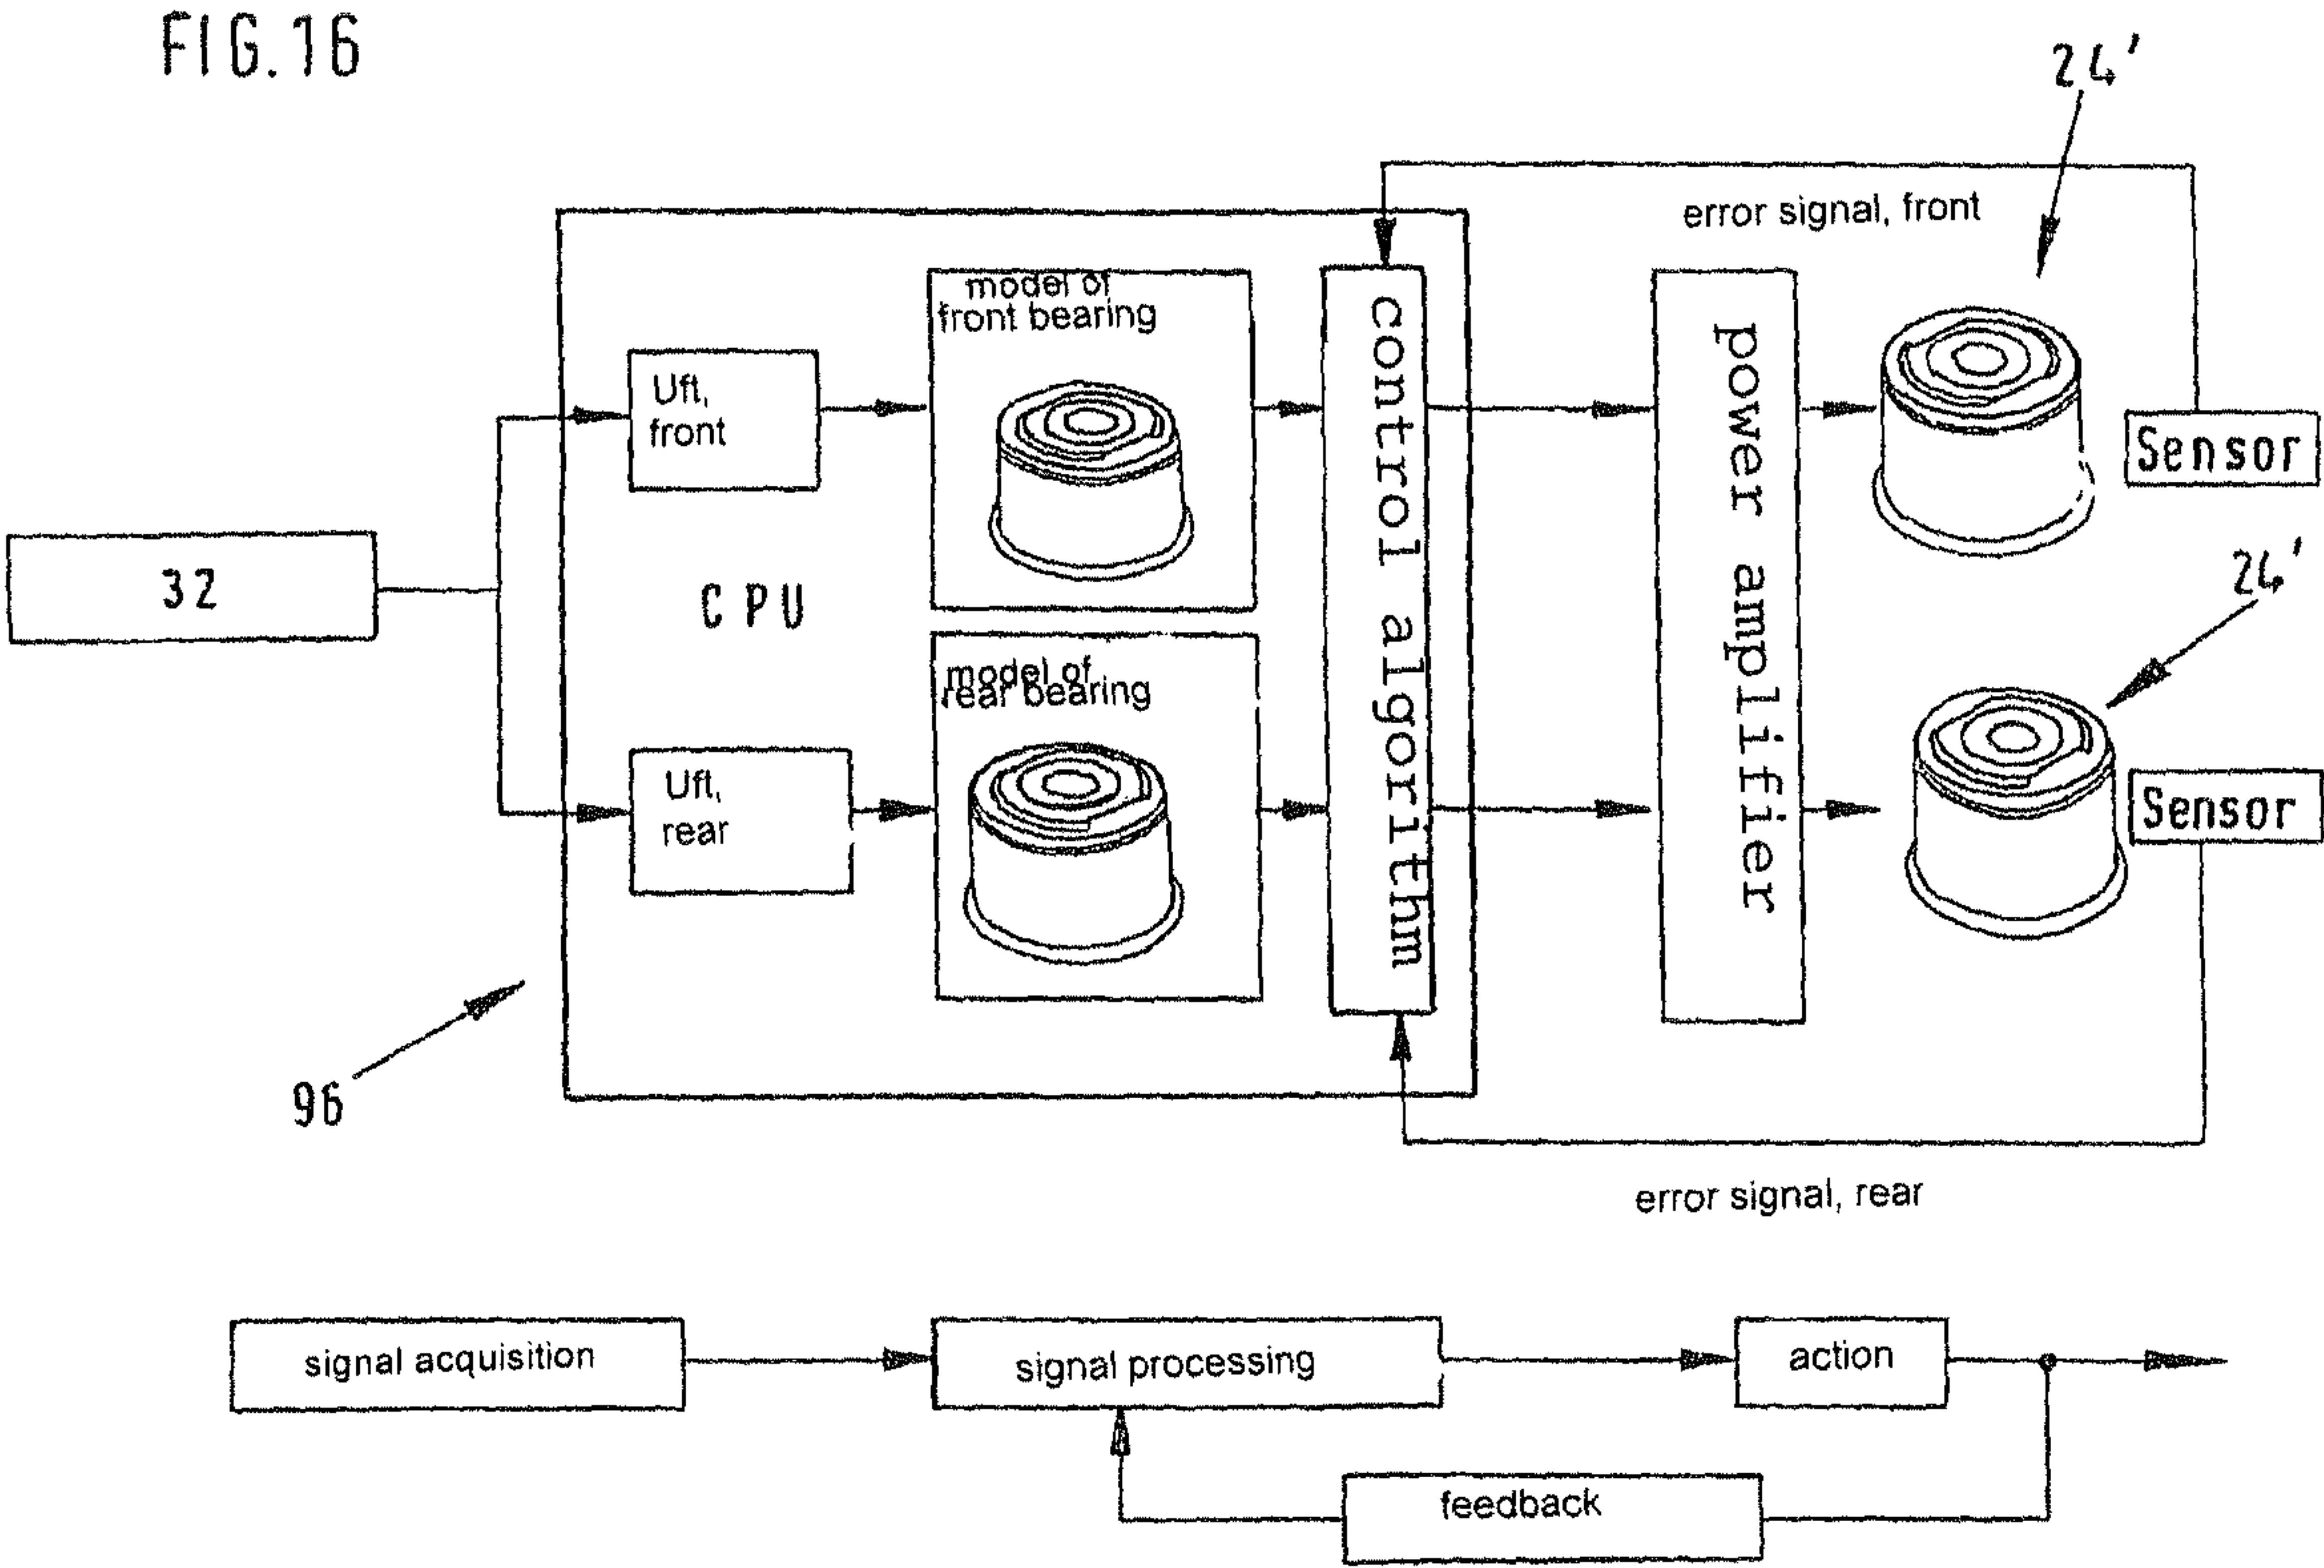 FIG.16
24'
error signal, front
model of
front bearing
Uft,
front
control algorithm
power amplifier
Sensor
32
CPU
24'
model of
rear bearing
Uft,
rear
Sensor
96
error signal, rear
signal acquisition
signal processing
action
feedback